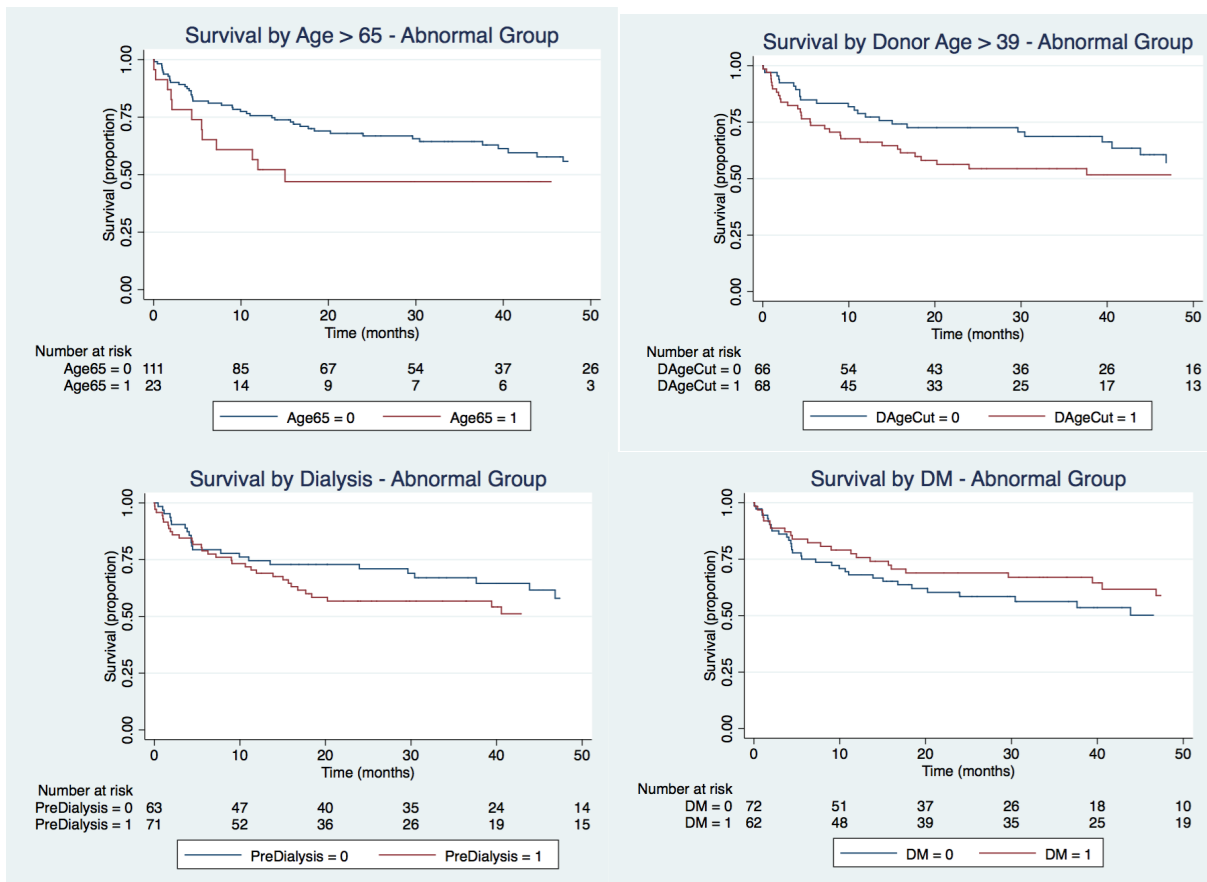 Survival by Age > 65 - Abnormal Group
Survival (proportion)
1.00
0.75
0.50
0.25
0.00
0 10 20 30 40 50
Time (months)
Number at risk
Age65 = 0 111 85 67 54 37 26
Age65 = 1 23 14 9 7 6 3
Age65 = 0 Age65 = 1
Survival by Donor Age > 39 - Abnormal Group
Survival (proportion)
1.00
0.75
0.50
0.25
0.00
0 10 20 30 40 50
Time (months)
Number at risk
DAgeCut = 0 66 54 43 36 26 16
DAgeCut = 1 68 45 33 25 17 13
DAgeCut = 0 DAgeCut = 1
Survival by Dialysis - Abnormal Group
Survival (proportion)
1.00
0.75
0.50
0.25
0.00
0 10 20 30 40 50
Time (months)
Number at risk
PreDialysis = 0 63 47 40 35 24 14
PreDialysis = 1 71 52 36 26 19 15
PreDialysis = 0 PreDialysis = 1
Survival by DM - Abnormal Group
Survival (proportion)
1.00
0.75
0.50
0.25
0.00
0 10 20 30 40 50
Time (months)
Number at risk
DM = 0 72 51 37 26 18 10
DM = 1 62 48 39 35 25 19
DM = 0 DM = 1